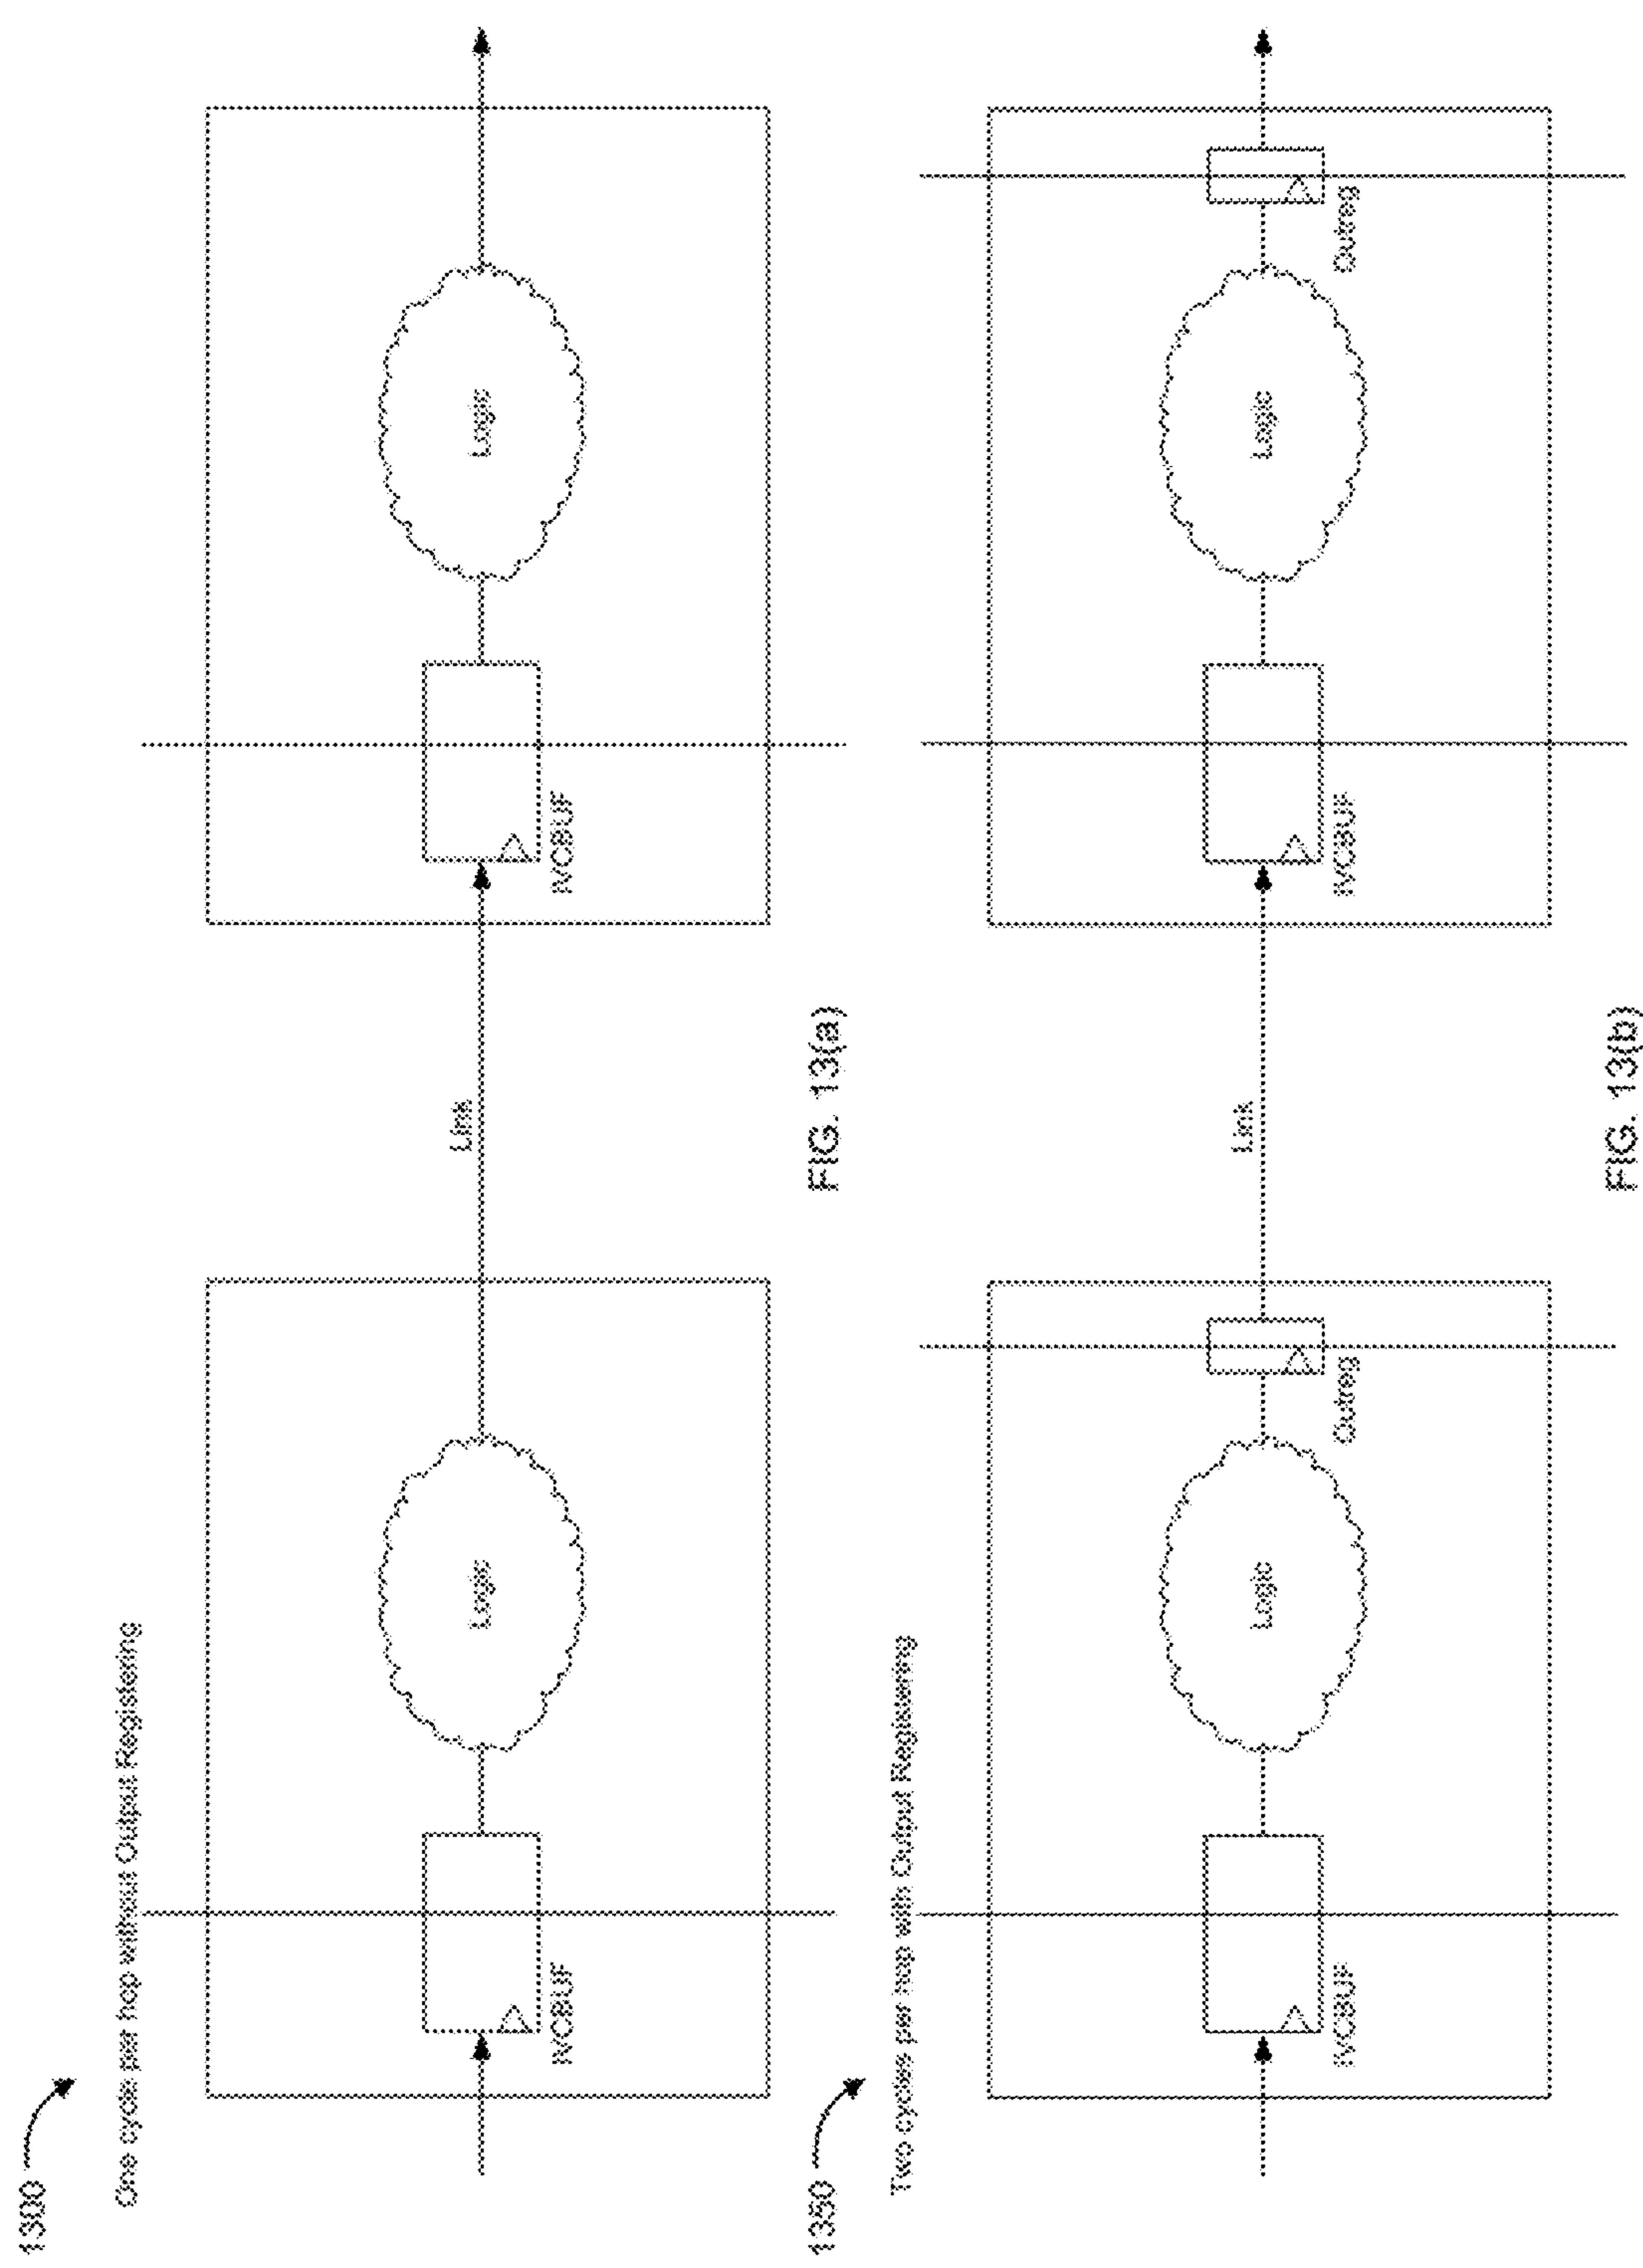 1300
One cycles per hop without Output Registering
IVCBUF
Logic
Link
IVCBUF
Logic
FIG. 13(a)
1350
Two cycles per hop with Output Registering
IVCBUF
Logic
Outreg
Link
IVCBUF
Logic
Outreg
FIG. 13(b)